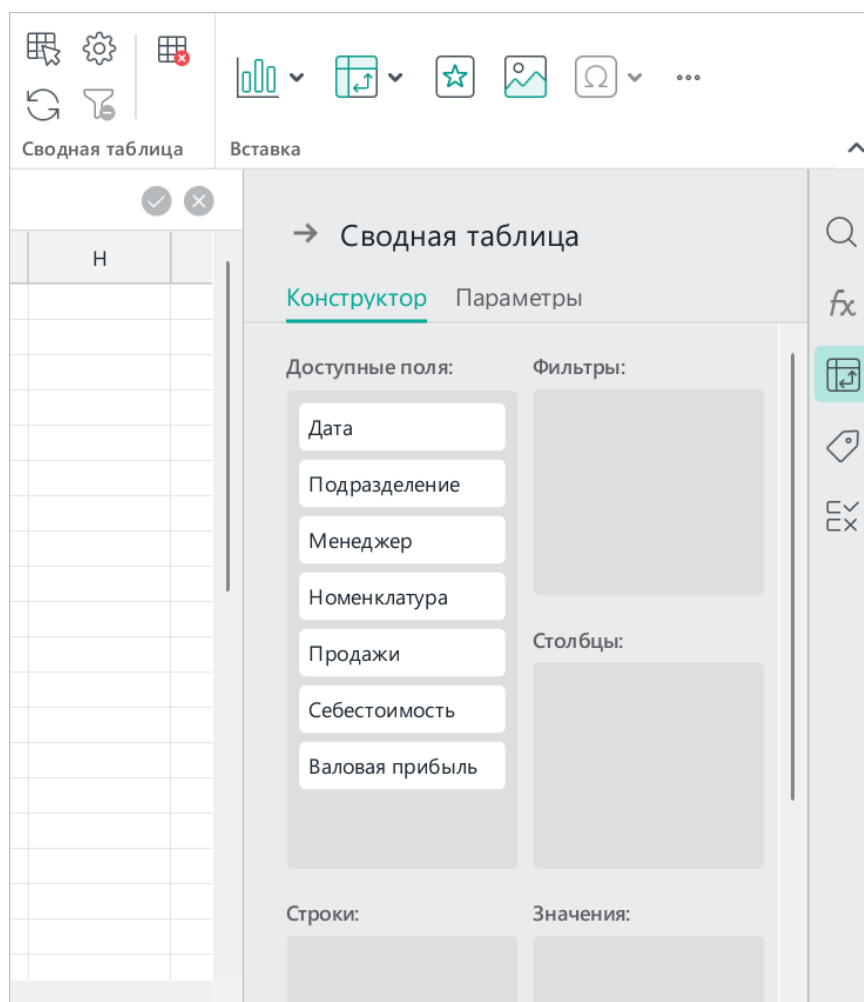 Сводная таблица
Вставка
H
Сводная таблица
Конструктор Параметры
Доступные поля:
Дата
Подразделение
Менеджер
Номенклатура
Продажи
Себестоимость
Валовая прибыль
Фильтры:
Столбцы:
Строки:
Значения:
fx